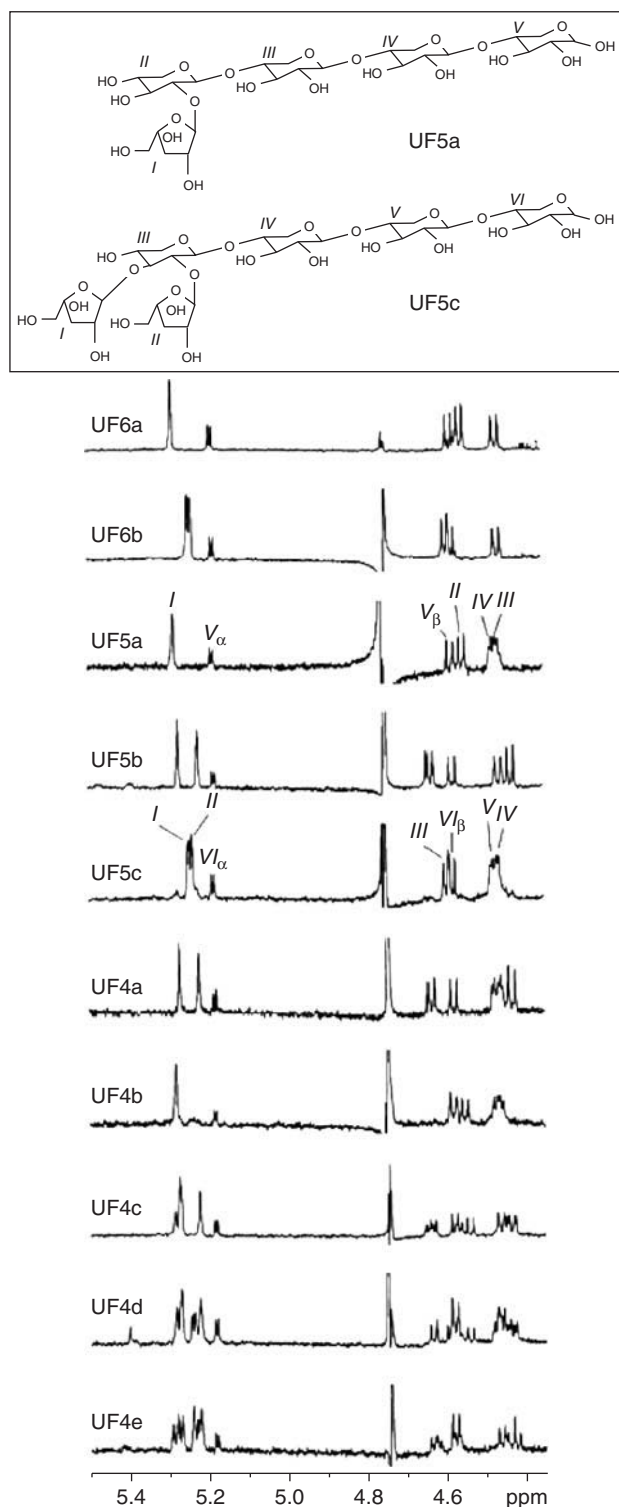 II III IV V
HO O O O O O O O OH
HO O HO OH HO OH HO OH
O OH
HO I
HO OH
UF5a
III IV V VI
HO O O O O O O O OH
O O HO OH HO OH HO OH
O O
HO OH HO OH
I II
OH OH
UF5c
UF6a
UF6b
UF5a
I Vα Vβ II IV III
UF5b
UF5c
I II VIα III VIβ V IV
UF4a
UF4b
UF4c
UF4d
UF4e
5.4 5.2 5.0 4.8 4.6 ppm